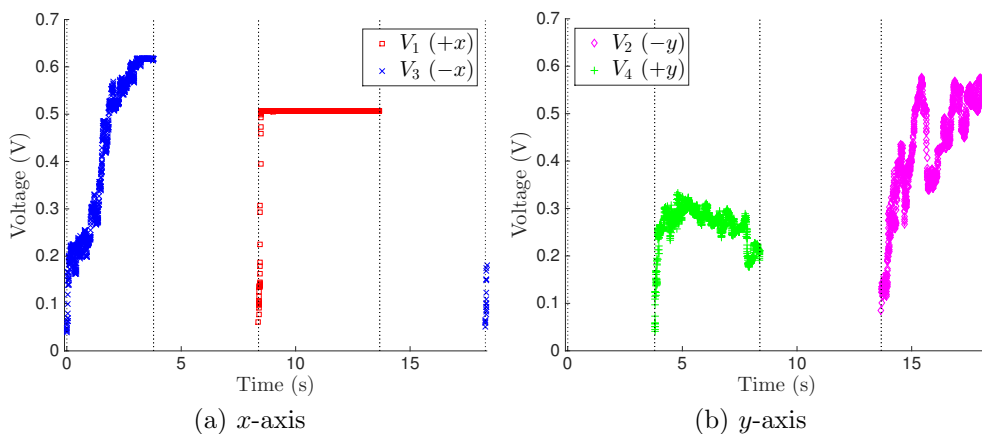 0.7
0.6
0.5
0.4
0.3
0.2
0.1
0
Voltage (V)
V1 (+x)
V3 (−x)
0 5 10 15
Time (s)
(a) x-axis
0.7
0.6
0.5
0.4
0.3
0.2
0.1
0
Voltage (V)
V2 (−y)
V4 (+y)
0 5 10 15
Time (s)
(b) y-axis